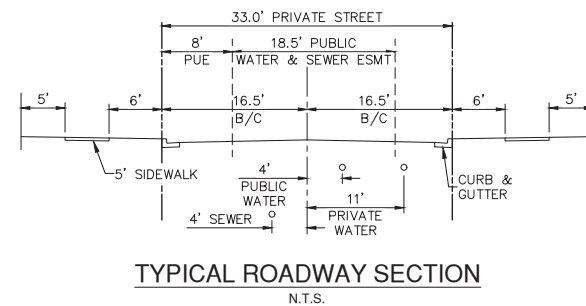 33.0' PRIVATE STREET
8' 18.5' PUBLIC
PUE WATER & SEWER ESMT
5' 6' 16.5' 16.5' 6' 5'
B/C B/C
5' SIDEWALK
4'
PUBLIC
WATER
CURB &
GUTTER
11'
PRIVATE
WATER
4' SEWER
TYPICAL ROADWAY SECTION
N.T.S.